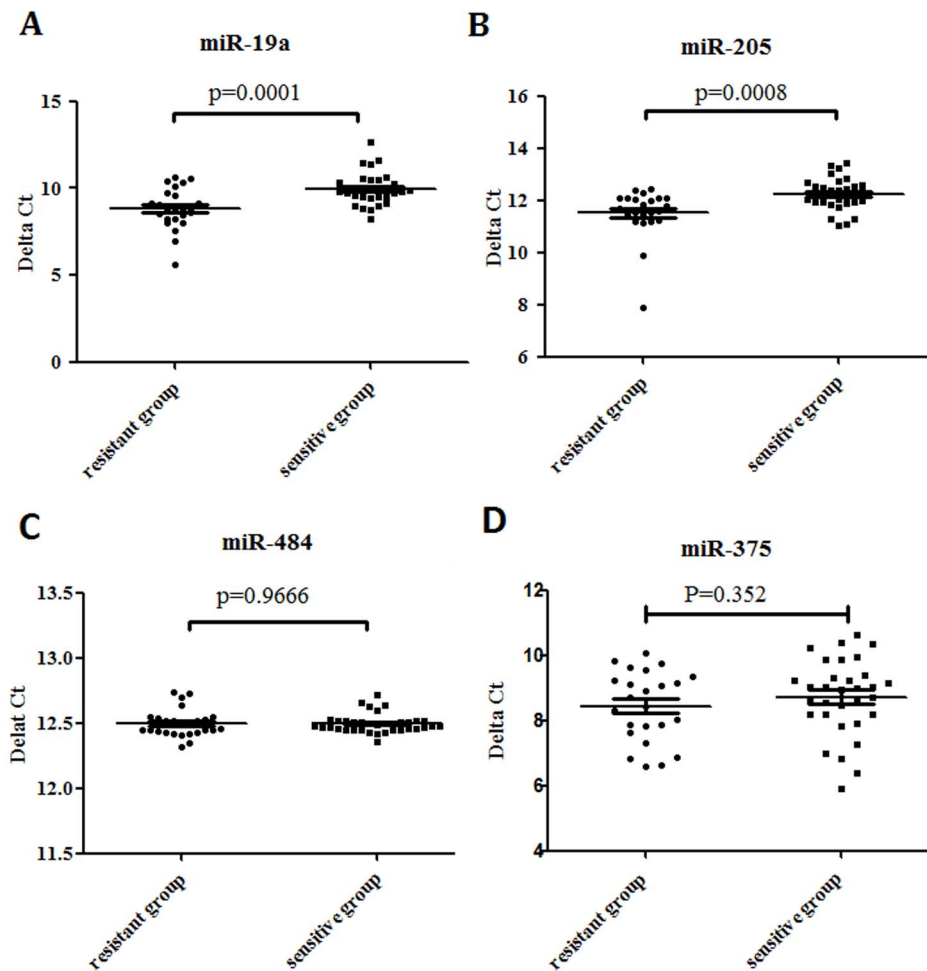 A
miR-19a
p=0.0001
15
10
5
0
Delta Ct
resistant group
sensitive group
B
miR-205
p=0.0008
16
14
12
10
8
6
Delta Ct
resistant group
sensitive group
C
miR-484
p=0.9666
13.5
13.0
12.5
12.0
11.5
Delat Ct
resistant group
sensitive group
D
miR-375
P=0.352
12
10
8
6
4
Delta Ct
resistant group
sensitive group